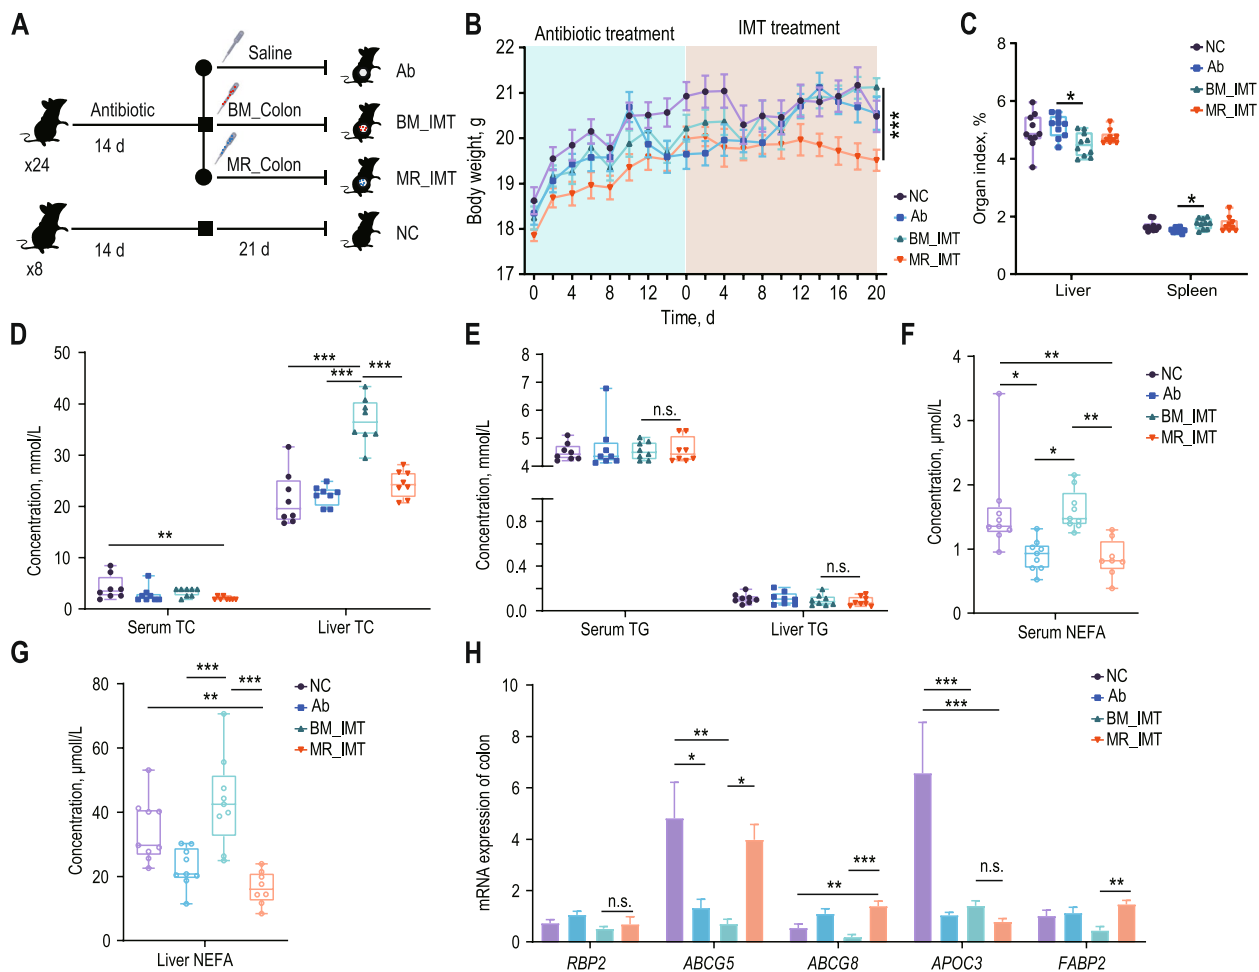 A
Saline
Ab
Antibiotic
BM_Colon
BM_IMT
14 d
x24
MR_Colon
MR_IMT
NC
14 d
21 d
x8
B
Antibiotic treatment
IMT treatment
Body weight, g
22
21
20
19
18
17
0
4
8
12
0
4
8
12
16
20
Time, d
***
NC
Ab
BM_IMT
MR_IMT
C
Organ index, %
8
6
4
2
0
*
*
Liver
Spleen
NC
Ab
BM_IMT
MR_IMT
D
Concentration, mmol/L
50
40
30
20
10
0
**
***
***
***
Serum TC
Liver TC
E
Concentration, mmol/L
8
7
6
5
4
0.8
0.4
0.2
0.0
n.s.
n.s.
Serum TG
Liver TG
F
Concentration, μmol/L
4
3
2
1
0
**
*
**
*
Serum NEFA
NC
Ab
BM_IMT
MR_IMT
G
Concentration, μmoll/L
80
60
40
20
0
***
***
**
Liver NEFA
NC
Ab
BM_IMT
MR_IMT
H
mRNA expression of colon
10
8
6
4
2
0
n.s.
**
*
*
***
**
***
***
n.s.
**
RBP2
ABCG5
ABCG8
APOC3
FABP2
NC
Ab
BM_IMT
MR_IMT